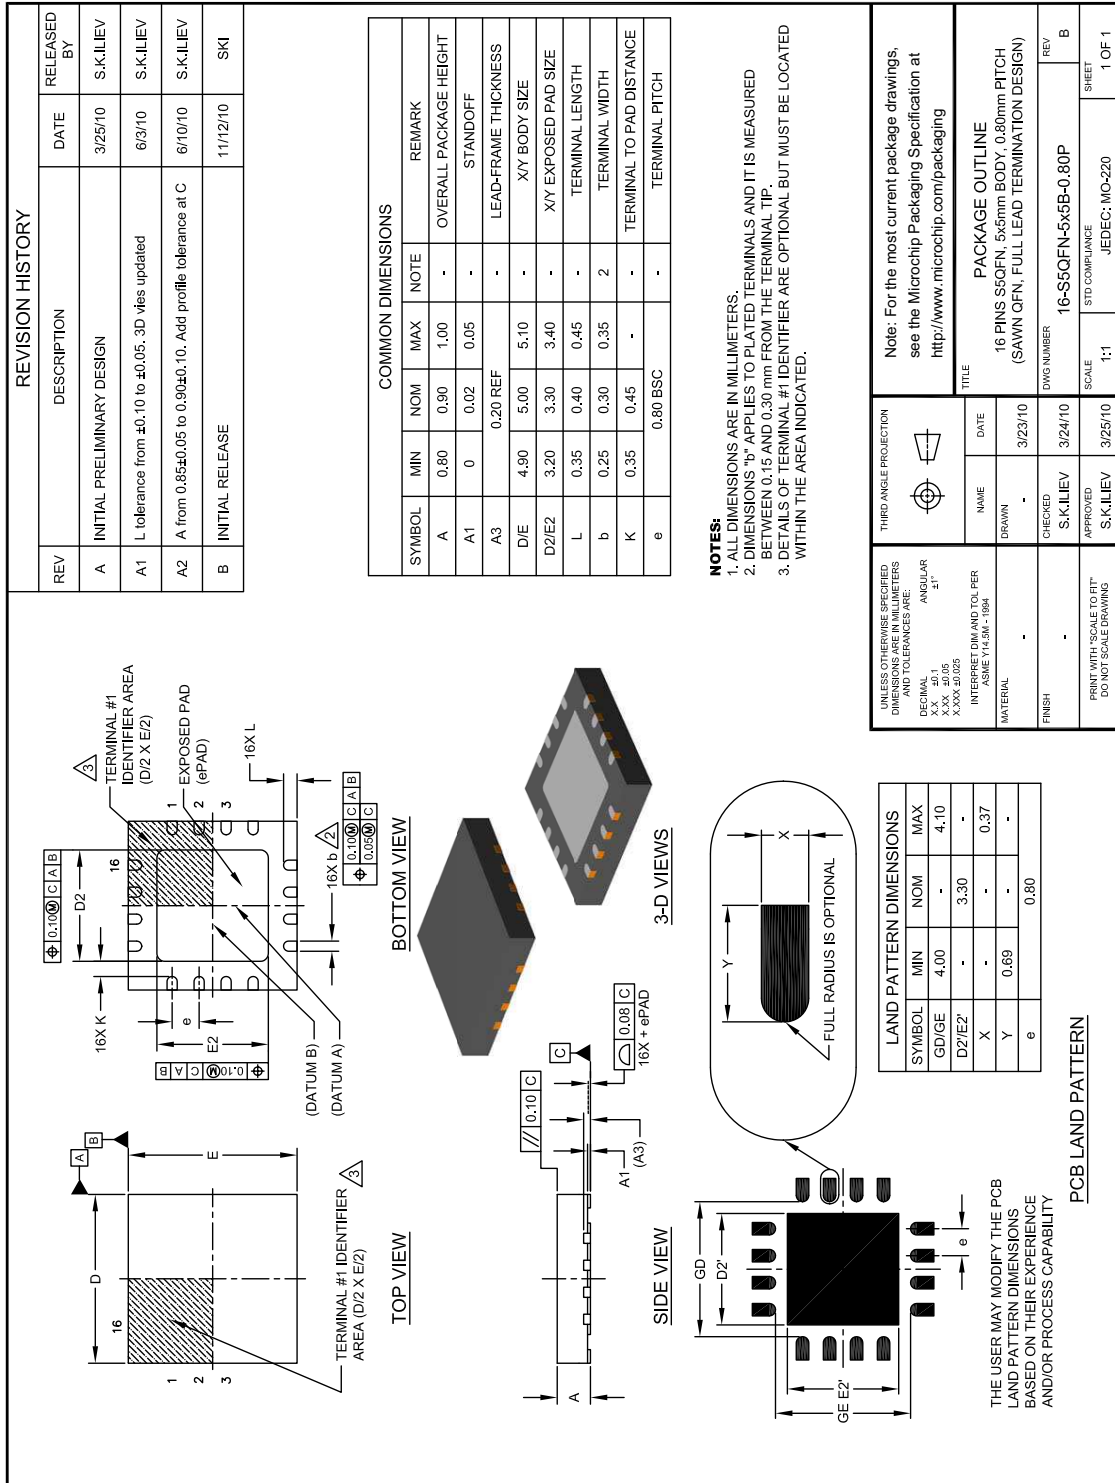 16
1
2
3
D
A
B
E
TERMINAL #1 IDENTIFIER
AREA (D/2 X E/2)
3
TOP VIEW
16X K
e
E2
0.10 M C A B
D2
0.10 M C A B
16
1
2
3
3
TERMINAL #1
IDENTIFIER AREA
(D/2 X E/2)
EXPOSED PAD
(ePAD)
16X L
16X b
2
0.10 M C A B
0.05 M C
(DATUM B)
(DATUM A)
BOTTOM VIEW
REVISION HISTORY
REV DESCRIPTION DATE RELEASED
BY
A INITIAL PRELIMINARY DESIGN 3/25/10 S.K.ILIEV
A1 L tolerance from ±0.10 to ±0.05. 3D vies updated 6/3/10 S.K.ILIEV
A2 A from 0.85±0.05 to 0.90±0.10. Add profile tolerance at C 6/10/10 S.K.ILIEV
B INITIAL RELEASE 11/12/10 SKI
A
// 0.10 C
C
A1
(A3)
0.08 C
16X + ePAD
SIDE VIEW
3-D VIEWS
COMMON DIMENSIONS
SYMBOL MIN NOM MAX NOTE REMARK
A 0.80 0.90 1.00 - OVERALL PACKAGE HEIGHT
A1 0 0.02 0.05 - STANDOFF
A3 0.20 REF - LEAD-FRAME THICKNESS
D/E 4.90 5.00 5.10 - X/Y BODY SIZE
D2/E2 3.20 3.30 3.40 - X/Y EXPOSED PAD SIZE
L 0.35 0.40 0.45 - TERMINAL LENGTH
b 0.25 0.30 0.35 2 TERMINAL WIDTH
K 0.35 0.45 - - TERMINAL TO PAD DISTANCE
e 0.80 BSC - TERMINAL PITCH
NOTES:
1. ALL DIMENSIONS ARE IN MILLIMETERS.
2. DIMENSIONS "b" APPLIES TO PLATED TERMINALS AND IT IS MEASURED
BETWEEN 0.15 AND 0.30 mm FROM THE TERMINAL TIP.
3. DETAILS OF TERMINAL #1 IDENTIFIER ARE OPTIONAL BUT MUST BE LOCATED
WITHIN THE AREA INDICATED.
GD
D2'
GE E2'
e
Y
X
FULL RADIUS IS OPTIONAL
THE USER MAY MODIFY THE PCB
LAND PATTERN DIMENSIONS
BASED ON THEIR EXPERIENCE
AND/OR PROCESS CAPABILITY
LAND PATTERN DIMENSIONS
SYMBOL MIN NOM MAX
GD/GE 4.00 - 4.10
D2'/E2' - 3.30 -
X - - 0.37
Y 0.69 - -
e 0.80
PCB LAND PATTERN
UNLESS OTHERWISE SPECIFIED
DIMENSIONS ARE IN MILLIMETERS
AND TOLERANCES ARE:
DECIMAL ANGULAR
X.X ±0.1 ±1°
X.XX ±0.05
X.XXX ±0.025
INTERPRET DIM AND TOL PER
ASME Y14.5M - 1994
MATERIAL
-
FINISH
-
PRINT WITH "SCALE TO FIT"
DO NOT SCALE DRAWING
THIRD ANGLE PROJECTION
NAME DATE
DRAWN
- 3/23/10
CHECKED
S.K.ILIEV 3/24/10
APPROVED
S.K.ILIEV 3/25/10
Note: For the most current package drawings,
see the Microchip Packaging Specification at
http://www.microchip.com/packaging
TITLE
PACKAGE OUTLINE
16 PINS S5QFN, 5x5mm BODY, 0.80mm PITCH
(SAWN QFN, FULL LEAD TERMINATION DESIGN)
DWG NUMBER REV
16-S5QFN-5x5B-0.80P B
SCALE STD COMPLIANCE SHEET
1:1 JEDEC: MO-220 1 OF 1